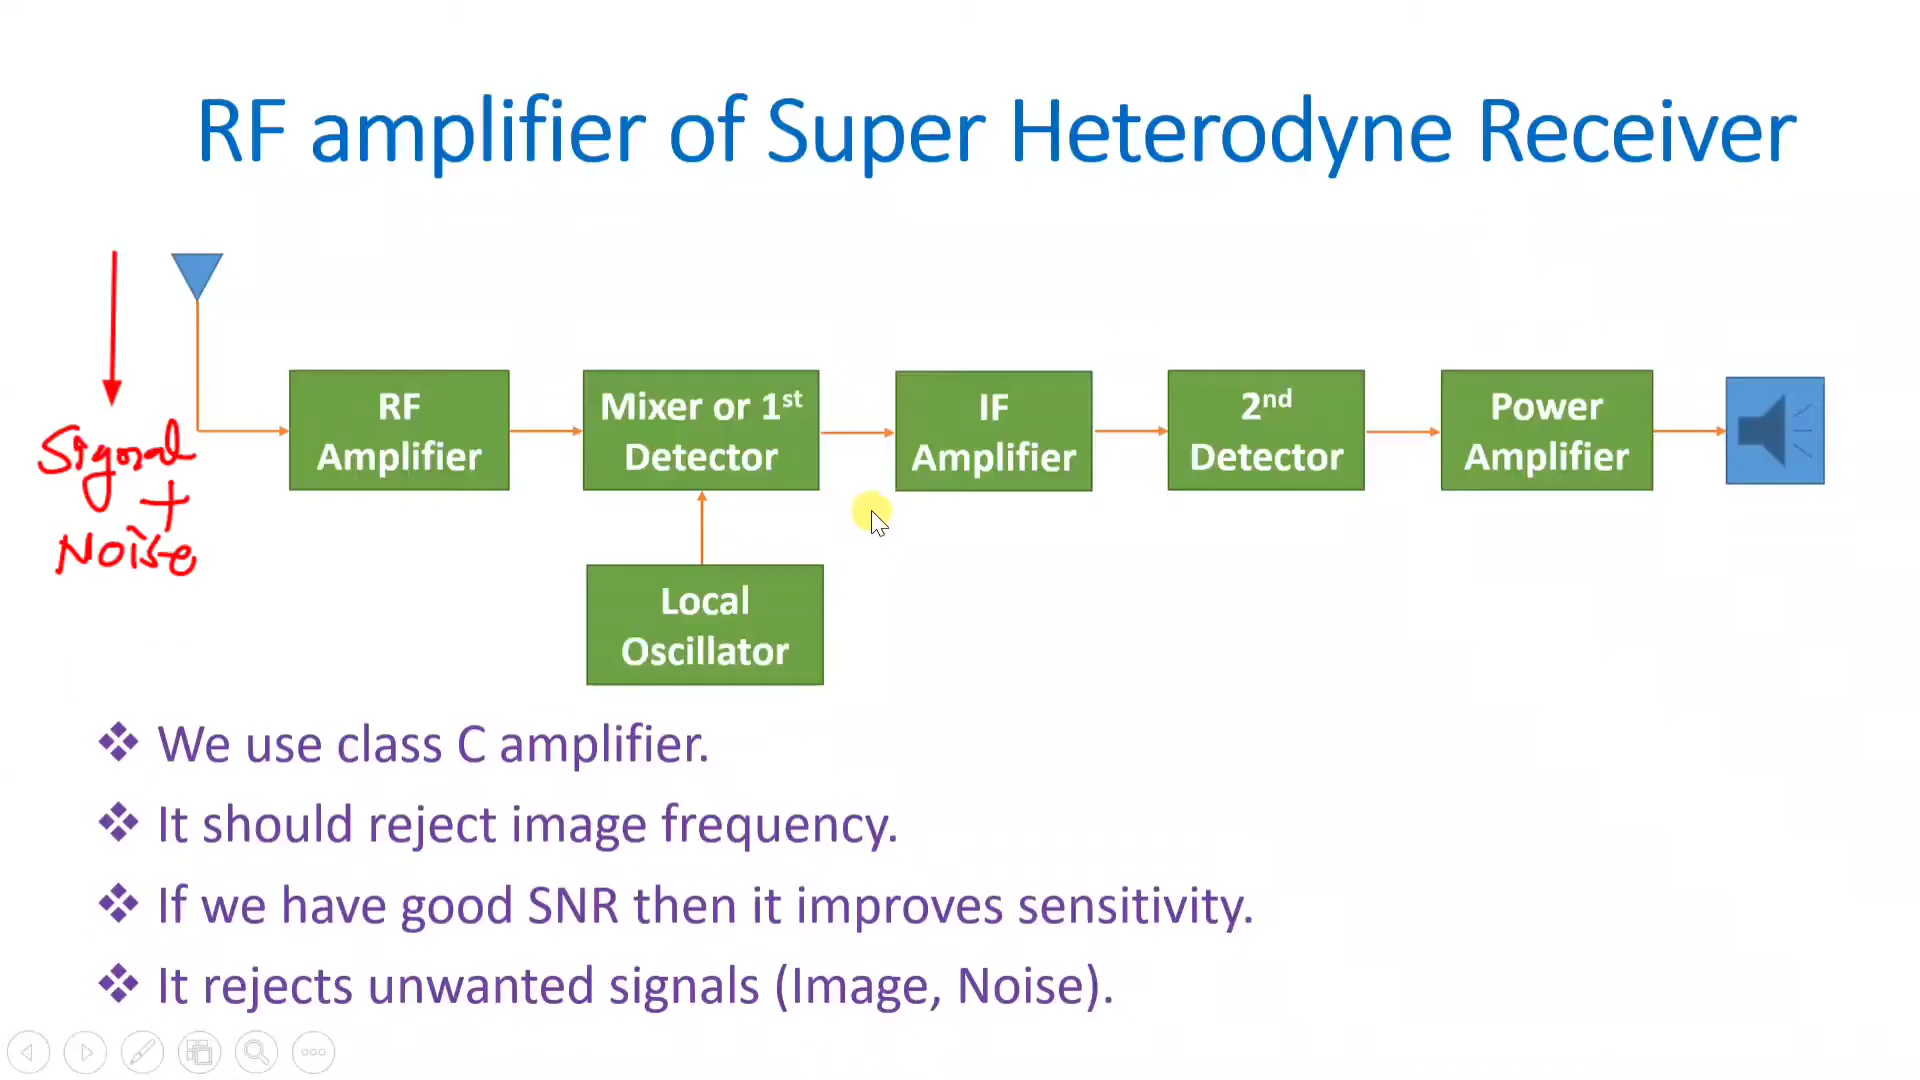 RF amplifier of Super Heterodyne Receiver
Signal
+
Noise
RF
Amplifier
Mixer or 1st
Detector
IF
Amplifier
2nd
Detector
Power
Amplifier
Local
Oscillator
We use class C amplifier.
It should reject image frequency.
If we have good SNR then it improves sensitivity.
It rejects unwanted signals (Image, Noise).